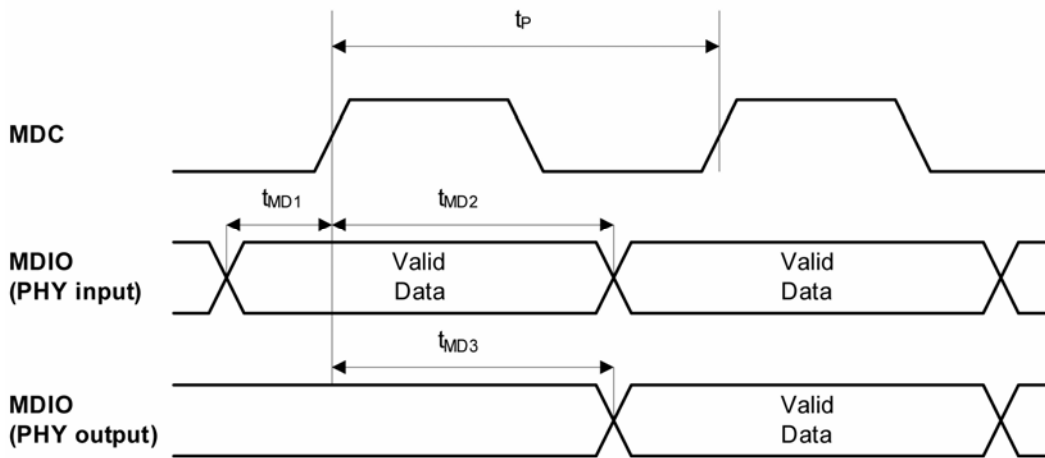 tP
MDC
tMD1
tMD2
MDIO
(PHY input)
Valid
Data
Valid
Data
tMD3
MDIO
(PHY output)
Valid
Data